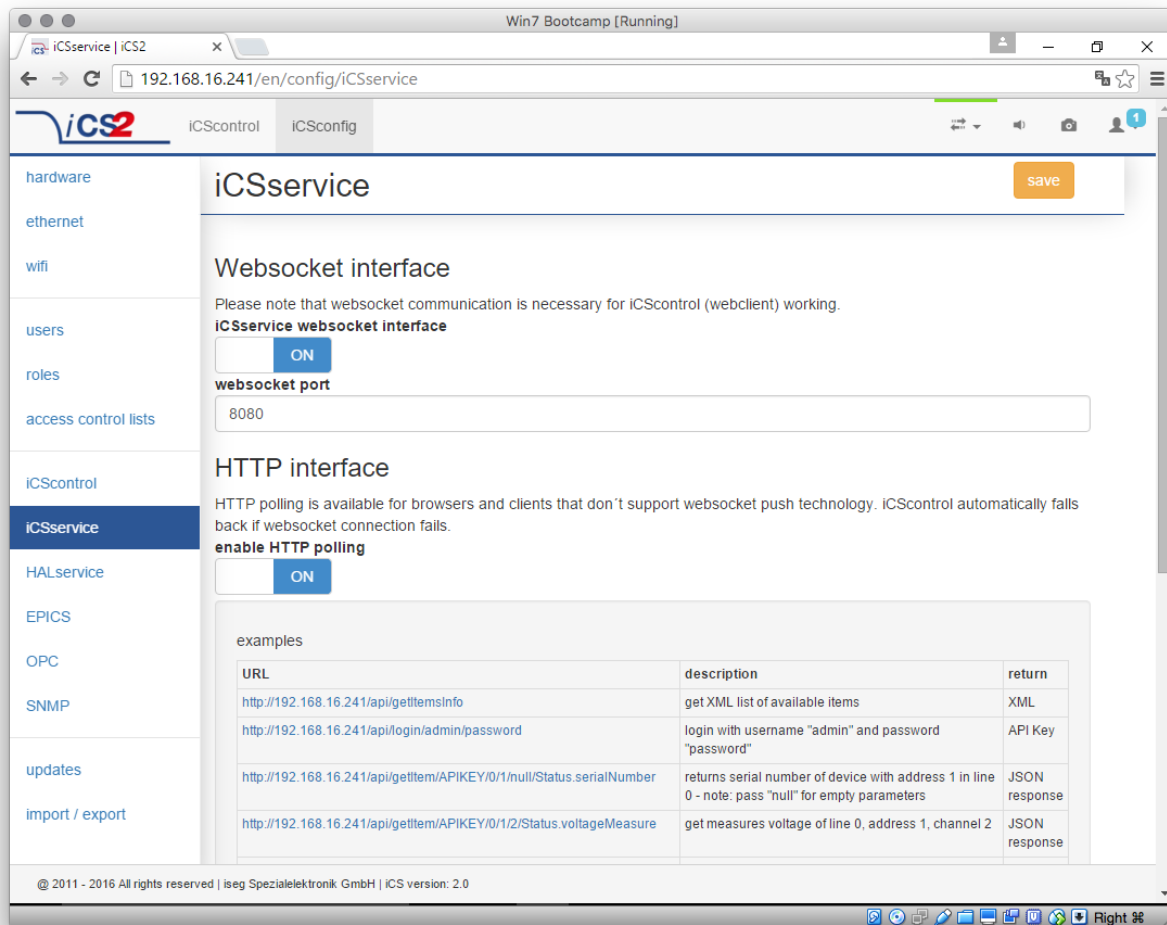 Win7 Bootcamp [Running]
iCS iCSservice | iCS2
192.168.16.241/en/config/iCSservice
iCS2 iCScontrol iCSconfig 1
hardware
ethernet
wifi
users
roles
access control lists
iCScontrol
iCSservice
HALservice
EPICS
OPC
SNMP
updates
import / export
iCSservice save
Websocket interface
Please note that websocket communication is necessary for iCScontrol (webclient) working.
iCSservice websocket interface
ON
websocket port
8080
HTTP interface
HTTP polling is available for browsers and clients that don´t support websocket push technology. iCScontrol automatically falls
back if websocket connection fails.
enable HTTP polling
ON
examples
URL description return
http://192.168.16.241/api/getItemsInfo get XML list of available items XML
http://192.168.16.241/api/login/admin/password login with username "admin" and password API Key
"password"
http://192.168.16.241/api/getItem/APIKEY/0/1/null/Status.serialNumber returns serial number of device with address 1 in line JSON
0 - note: pass "null" for empty parameters response
http://192.168.16.241/api/getItem/APIKEY/0/1/2/Status.voltageMeasure get measures voltage of line 0, address 1, channel 2 JSON
response
@ 2011 - 2016 All rights reserved | iseg Spezialelektronik GmbH | iCS version: 2.0
Right ⌘